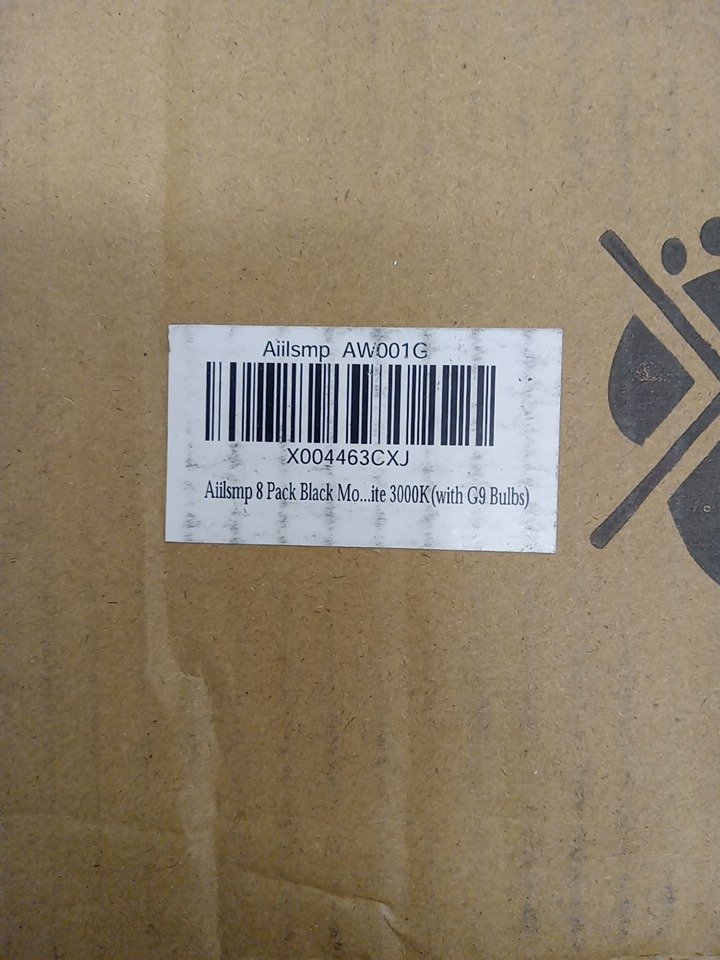 Aiilsmp AW001G
X004463CXJ
Aiilsmp 8 Pack Black Mo...ite 3000K(with G9 Bulbs)